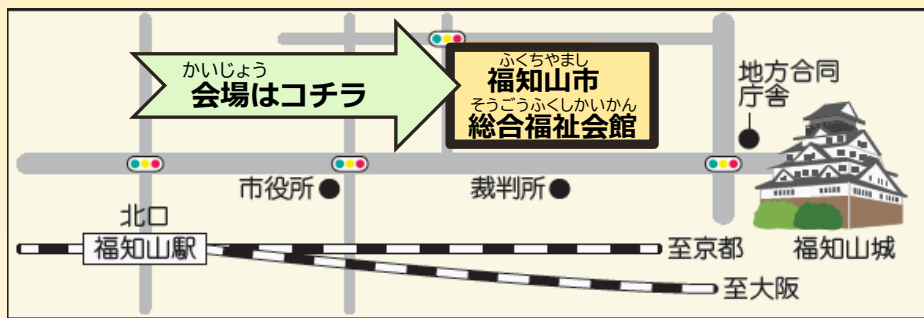 かいじょう
会場はコチラ
ふくちやまし
福知山市
そうごうふくしかいかん
総合福祉会館
地方合同
庁舎
市役所
裁判所
北口
福知山駅
至京都
福知山城
至大阪